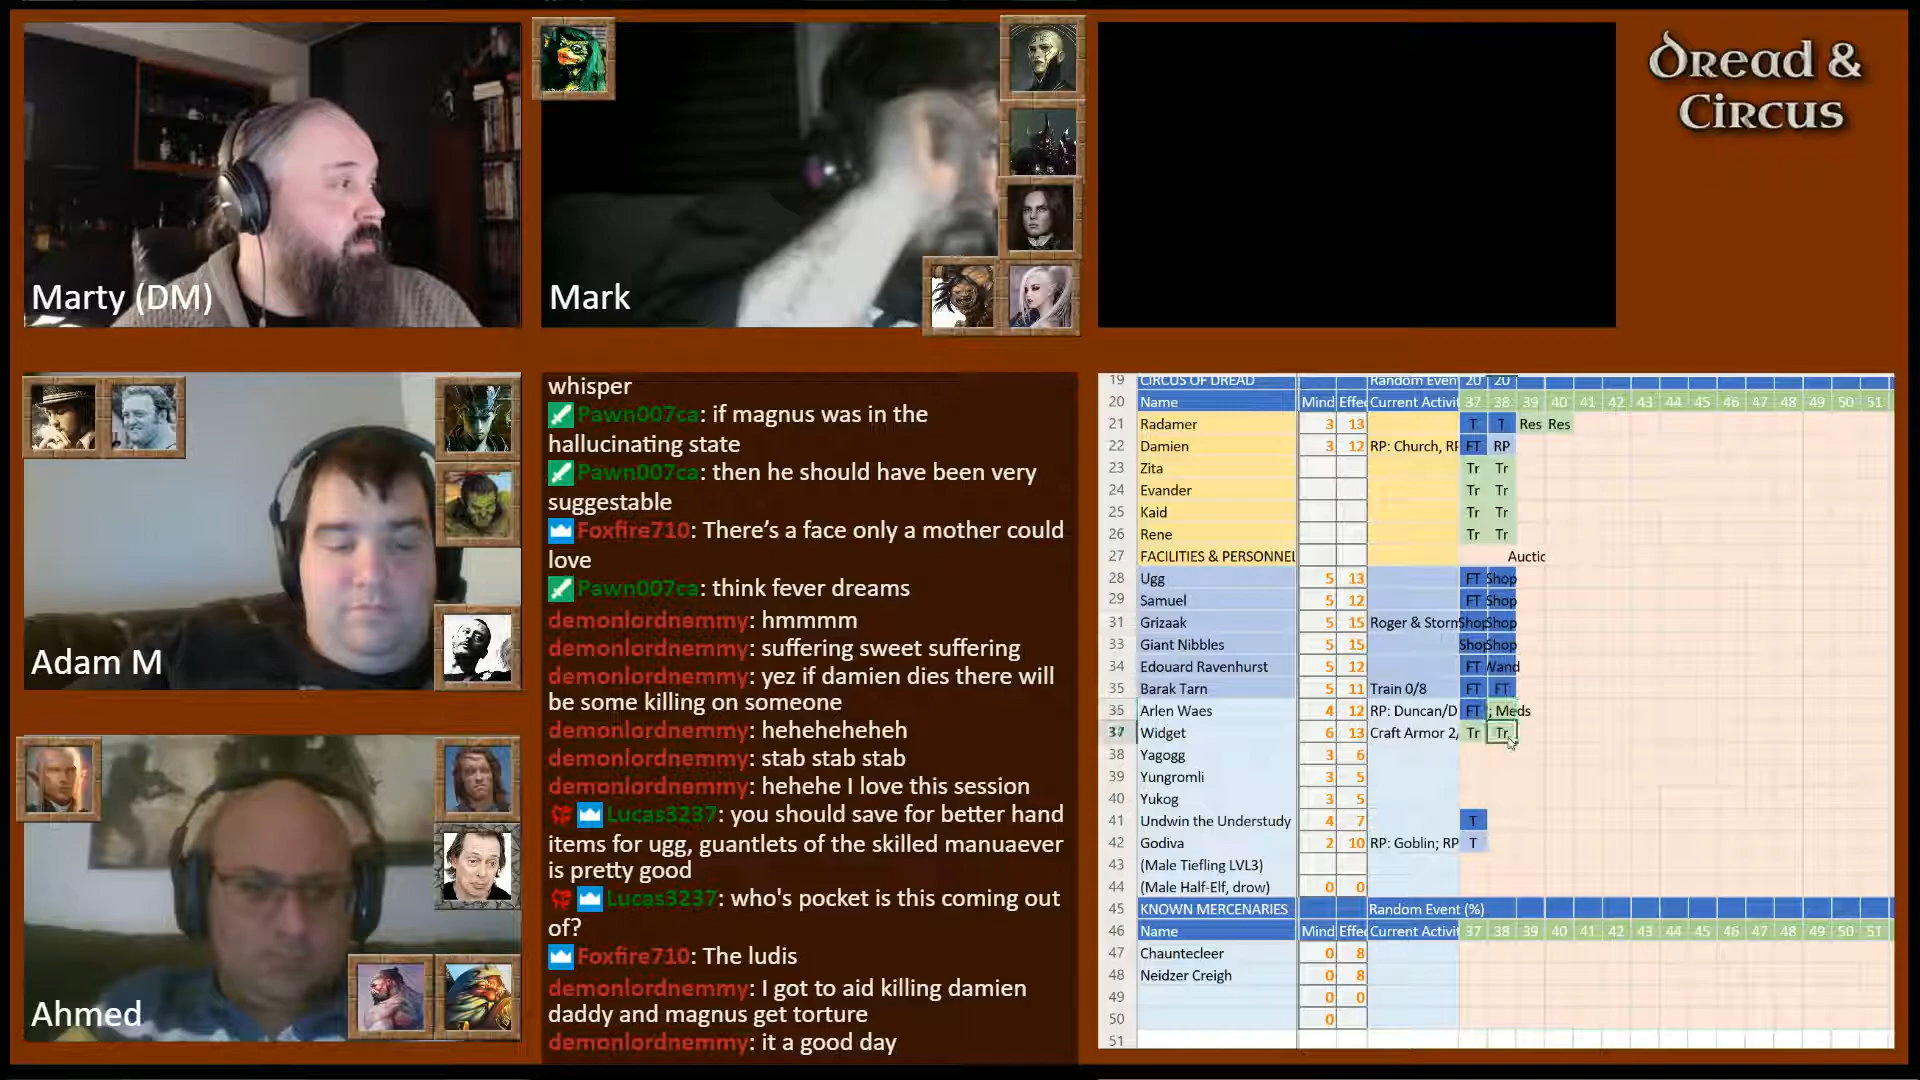 Dread &
Circus
Marty (DM)
Mark
Adam M
Ahmed
whisper
Pawn007ca: if magnus was in the
hallucinating state
Pawn007ca: then he should have been very
suggestable
Foxfire710: There's a face only a mother could
love
Pawn007ca: think fever dreams
demonlordnemmy: hmmmm
demonlordnemmy: suffering sweet suffering
demonlordnemmy: yez if damien dies there will
be some killing on someone
demonlordnemmy: heheheheheh
demonlordnemmy: stab stab stab
demonlordnemmy: hehehe I love this session
Lucas3237: you should save for better hand
items for ugg, guantlets of the skilled manuaever
is pretty good
Lucas3237: who's pocket is this coming out
of?
Foxfire710: The ludis
demonlordnemmy: I got to aid killing damien
daddy and magnus get torture
demonlordnemmy: it a good day
19 CIRCUS OF DREAD Random Even 20 20
20 Name Mind Effec Current Activi 37 38 39 40 41 42 43 44 45 46 47 48 49 50 51
21 Radamer 3 13 T T Res Res
22 Damien 3 12 RP: Church, RP FT RP
23 Zita Tr Tr
24 Evander Tr Tr
25 Kaid Tr Tr
26 Rene Tr Tr
27 FACILITIES & PERSONNEL Auctic
28 Ugg 5 13 FT Shop
29 Samuel 5 12 FT Shop
31 Grizaak 5 15 Roger & Storn Shop Shop
33 Giant Nibbles 5 15 Shop Shop
34 Edouard Ravenhurst 5 12 FT Wand
35 Barak Tarn 5 11 Train 0/8 FT FT
36 Arlen Waes 4 12 RP: Duncan/D FT ; Meds
37 Widget 6 13 Craft Armor 2/ Tr Tr
38 Yagogg 3 6
39 Yungromli 3 5
40 Yukog 3 5
41 Undwin the Understudy 4 7 T
42 Godiva 2 10 RP: Goblin; RP T
43 (Male Tiefling LVL3)
44 (Male Half-Elf, drow) 0 0
45 KNOWN MERCENARIES Random Event (%)
46 Name Mind Effec Current Activi 37 38 39 40 41 42 43 44 45 46 47 48 49 50 51
47 Chauntecleer 0 8
48 Neidzer Creigh 0 8
49 0 0
50 0
51